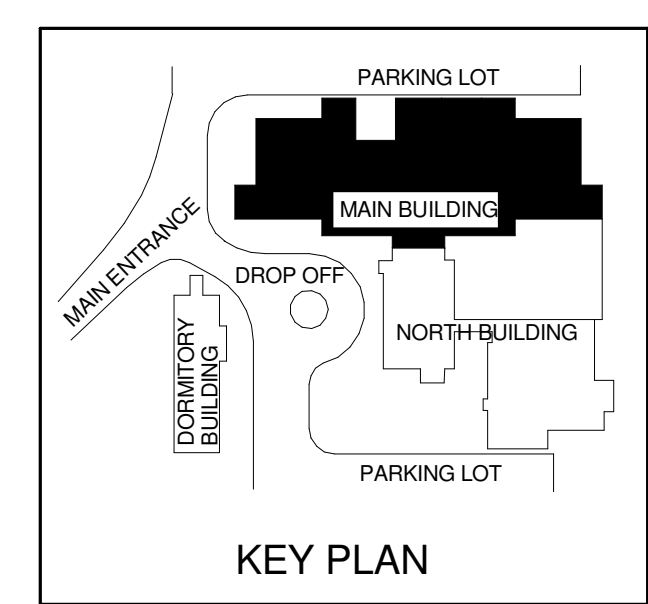 PARKING LOT
MAIN BUILDING
MAIN ENTRANCE
DROP OFF
NORTH BUILDING
DORMITORY
BUILDING
PARKING LOT
KEY PLAN